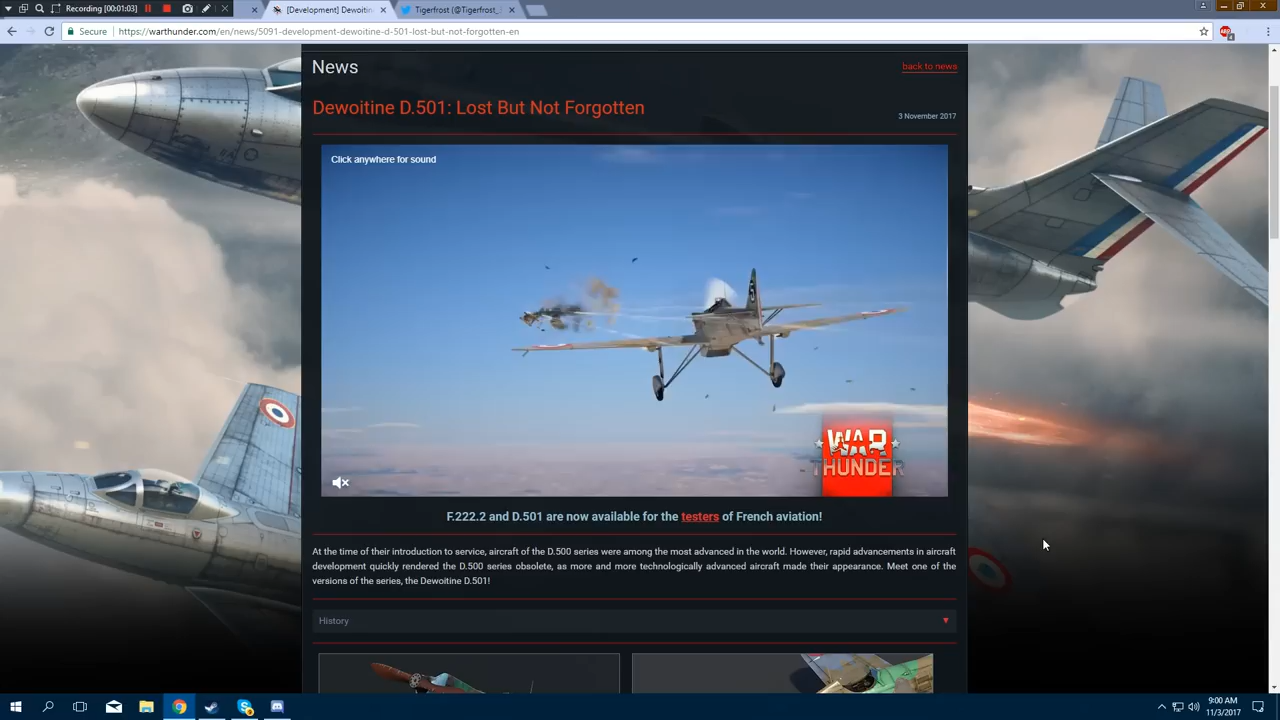 Recording [00:01:03]
[Development] Dewoitine D.5
Tigerfrost (@Tigerfrost_
Secure
https://warthunder.com/en/news/5091-development-dewoitine-d-501-lost-but-not-forgotten-en
News
back to news
Dewoitine D.501: Lost But Not Forgotten
3 November 2017
Click anywhere for sound
WAR
THUNDER
F.222.2 and D.501 are now available for the testers of French aviation!
At the time of their introduction to service, aircraft of the D.500 series were among the most advanced in the world. However, rapid advancements in aircraft
development quickly rendered the D.500 series obsolete, as more and more technologically advanced aircraft made their appearance. Meet one of the
versions of the series, the Dewoitine D.501!
History
9:00 AM
11/3/2017